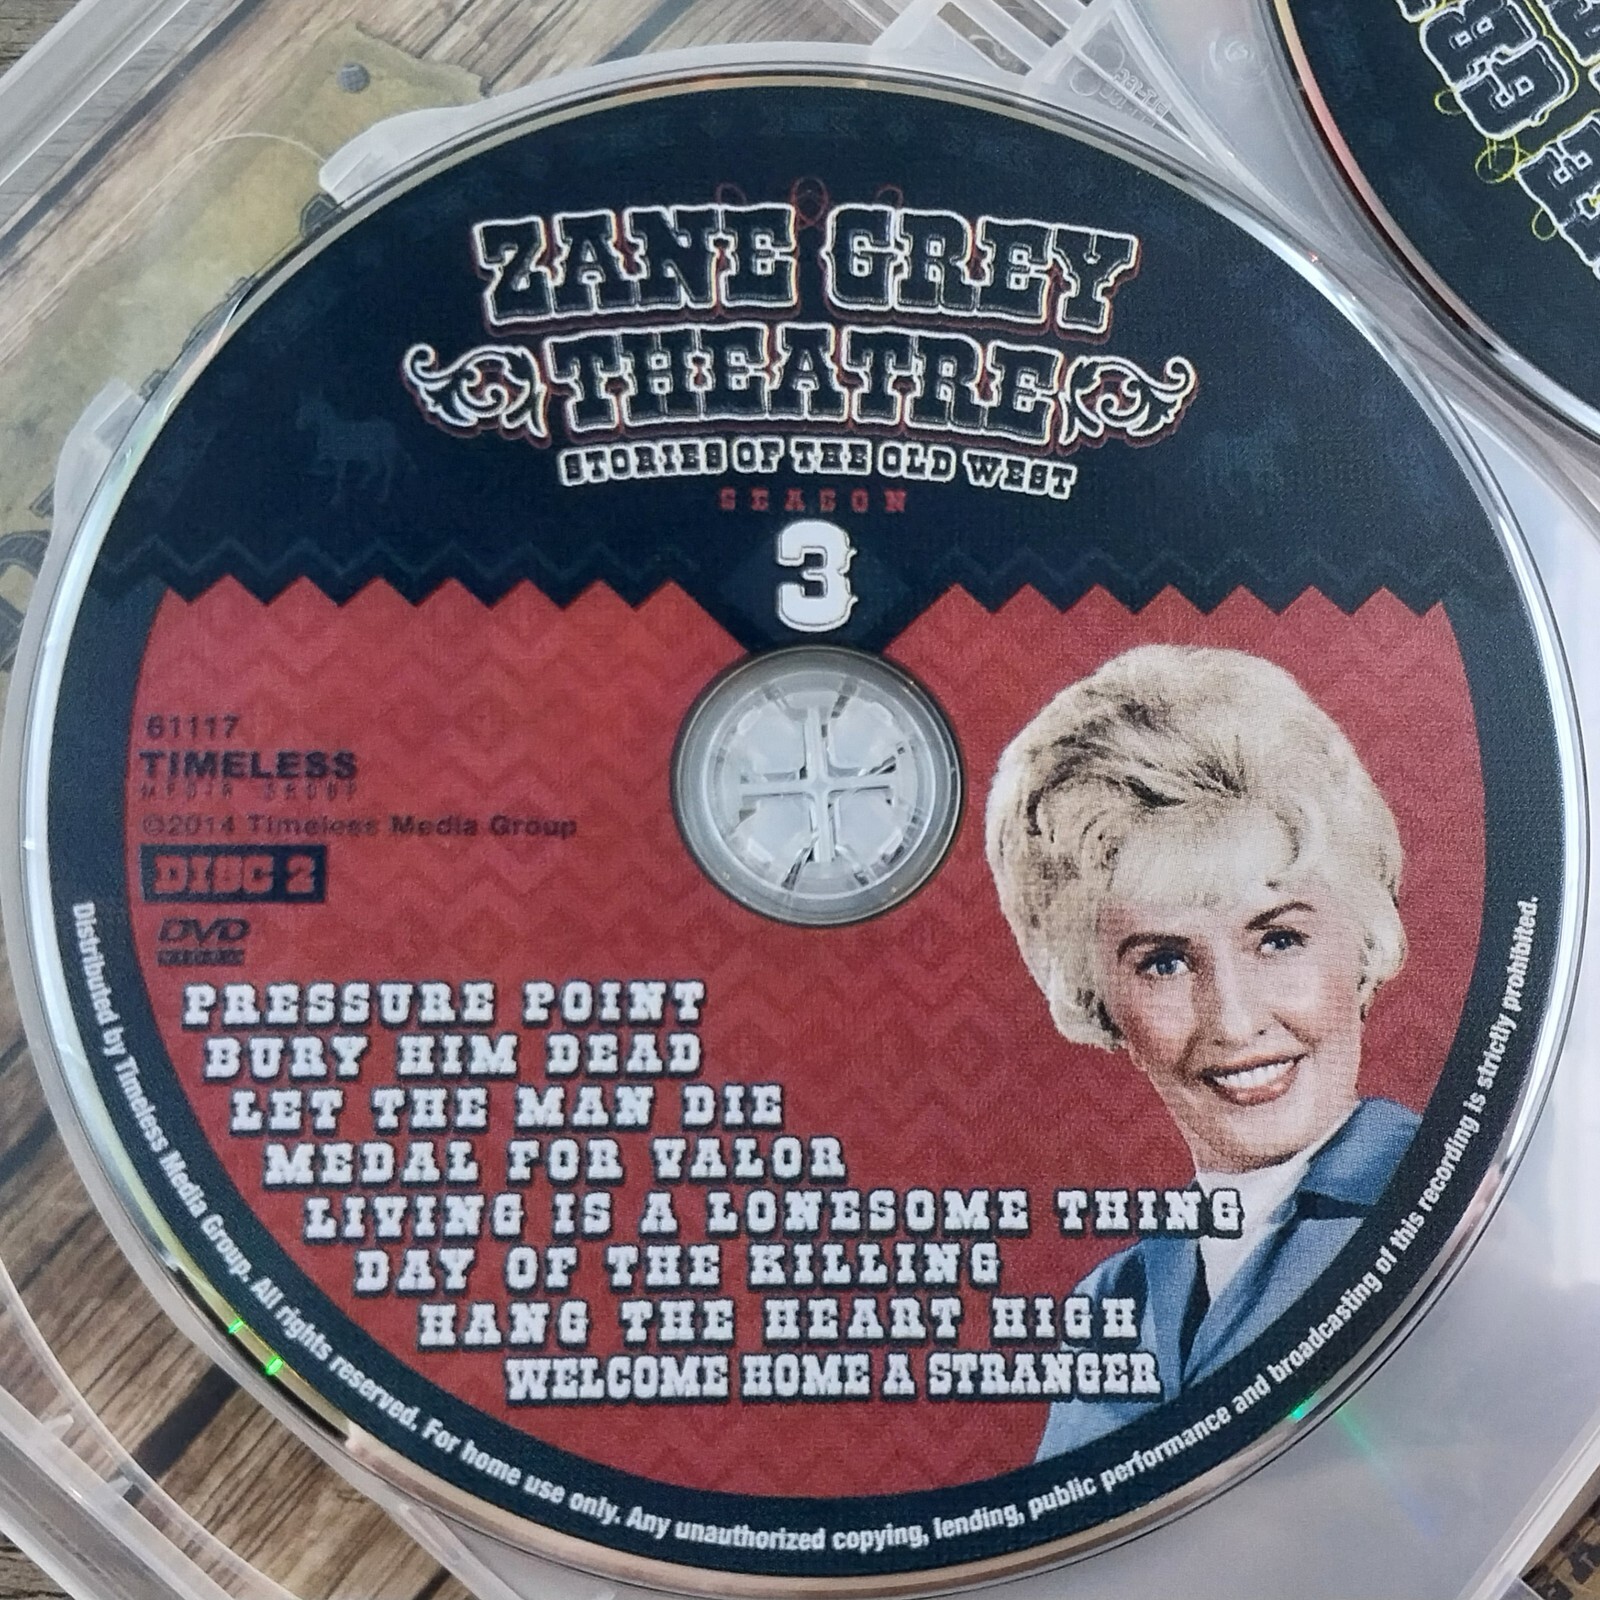 ZANE GREY
THEATRE
STORIES OF THE OLD WEST
SEASON
3
61117
TIMELESS
MEDIA GROUP
©2014 Timeless Media Group
DISC 2
DVD
PRESSURE POINT
BURY HIM DEAD
LET THE MAN DIE
MEDAL FOR VALOR
LIVING IS A LONESOME THING
DAY OF THE KILLING
HANG THE HEART HIGH
WELCOME HOME A STRANGER
Distributed by Timeless Media Group. All rights reserved. For home use only. Any unauthorized copying, lending, public performance and broadcasting of this recording is strictly prohibited.